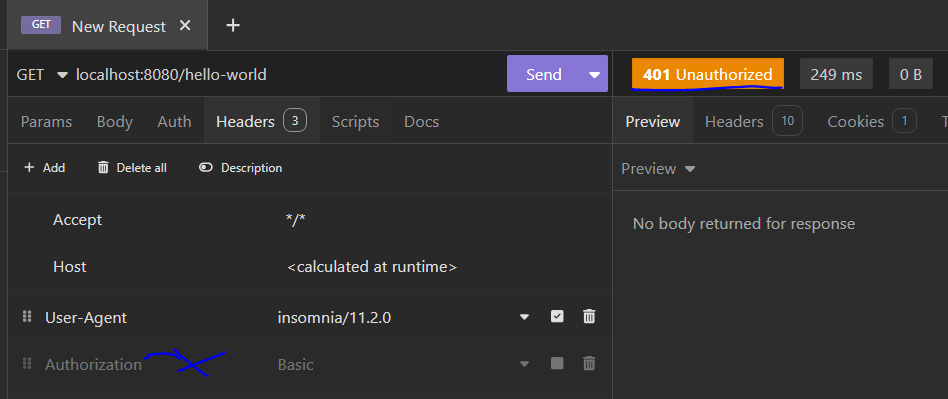 GET New Request
GET localhost:8080/hello-world Send 401 Unauthorized 249 ms 0 B
Params Body Auth Headers 3 Scripts Docs Preview Headers 10 Cookies 1 T
+ Add Delete all Description Preview
Accept */*
No body returned for response
Host <calculated at runtime>
User-Agent insomnia/11.2.0
Authorization Basic